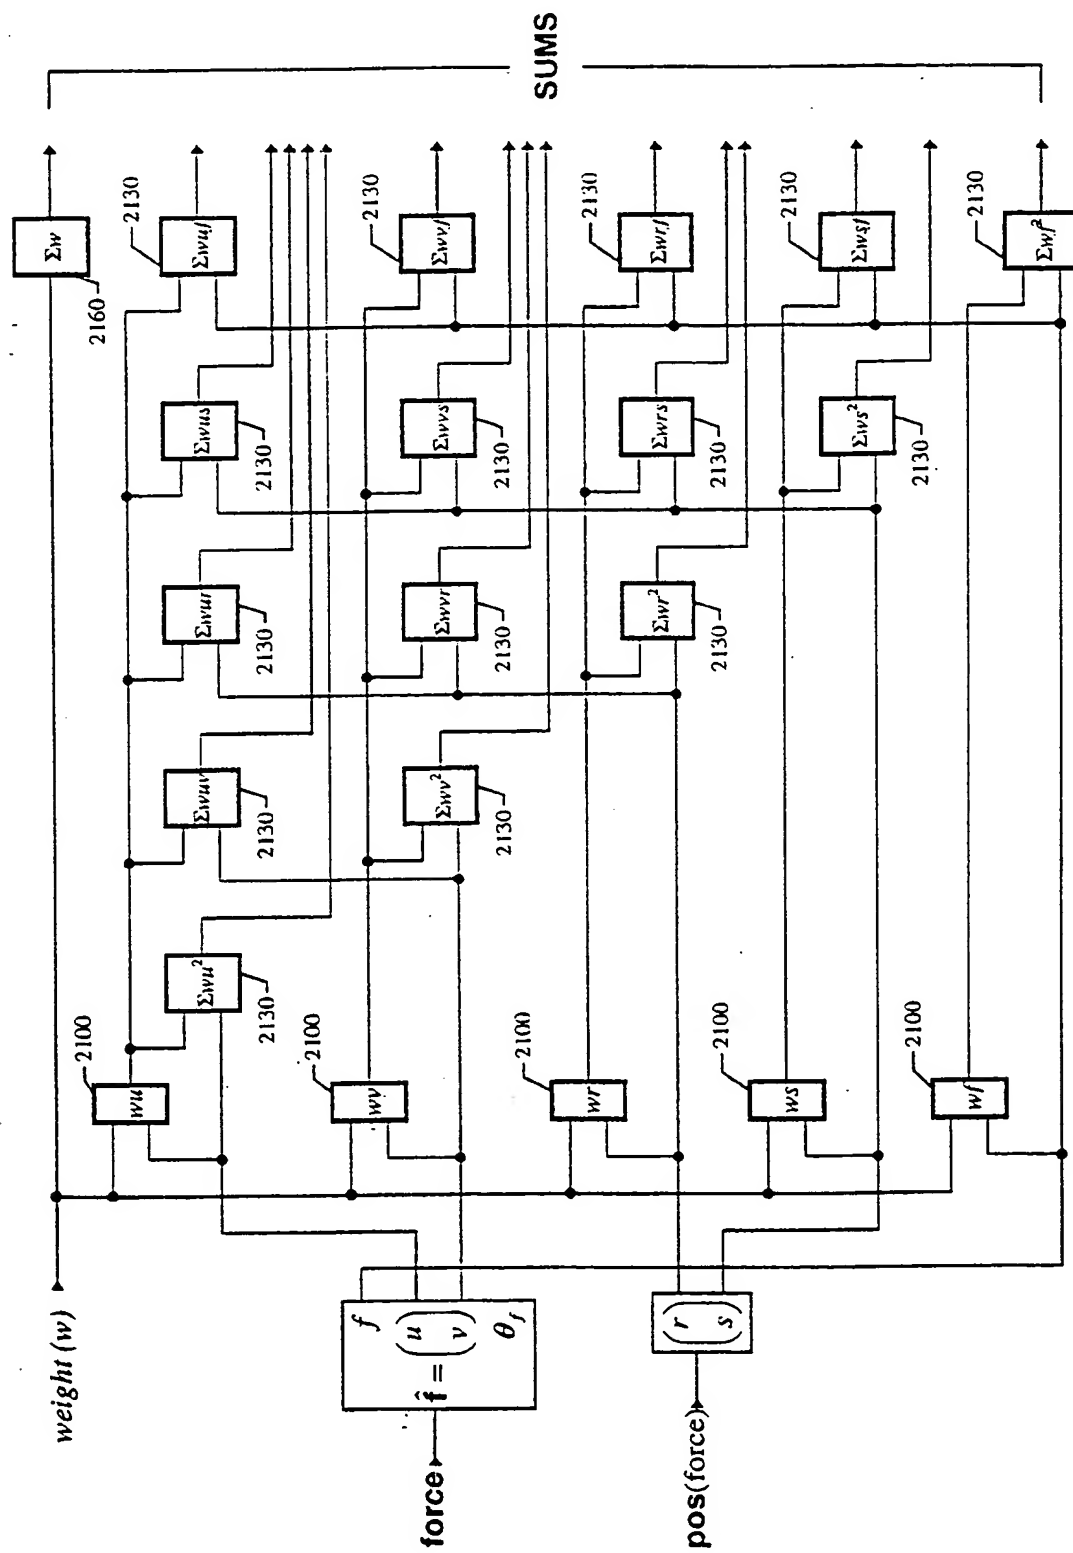 weight (w)
Σw
2160
2100
2130
wu
Σwu²
Σwuv
Σwur
Σwus
Σwuf
2130
2130
2130
2130
2100
2130
f
force
f̂ = (u v)
θf
wv
Σwv²
Σwvr
Σwvs
Σwvf
2130
2130
2130
SUMS
2100
2130
wr
Σwr²
Σwrs
Σwrf
pos(force)
(r s)
2130
2130
2100
2130
ws
Σws²
Σwsf
2130
2100
2130
wf
Σwf²